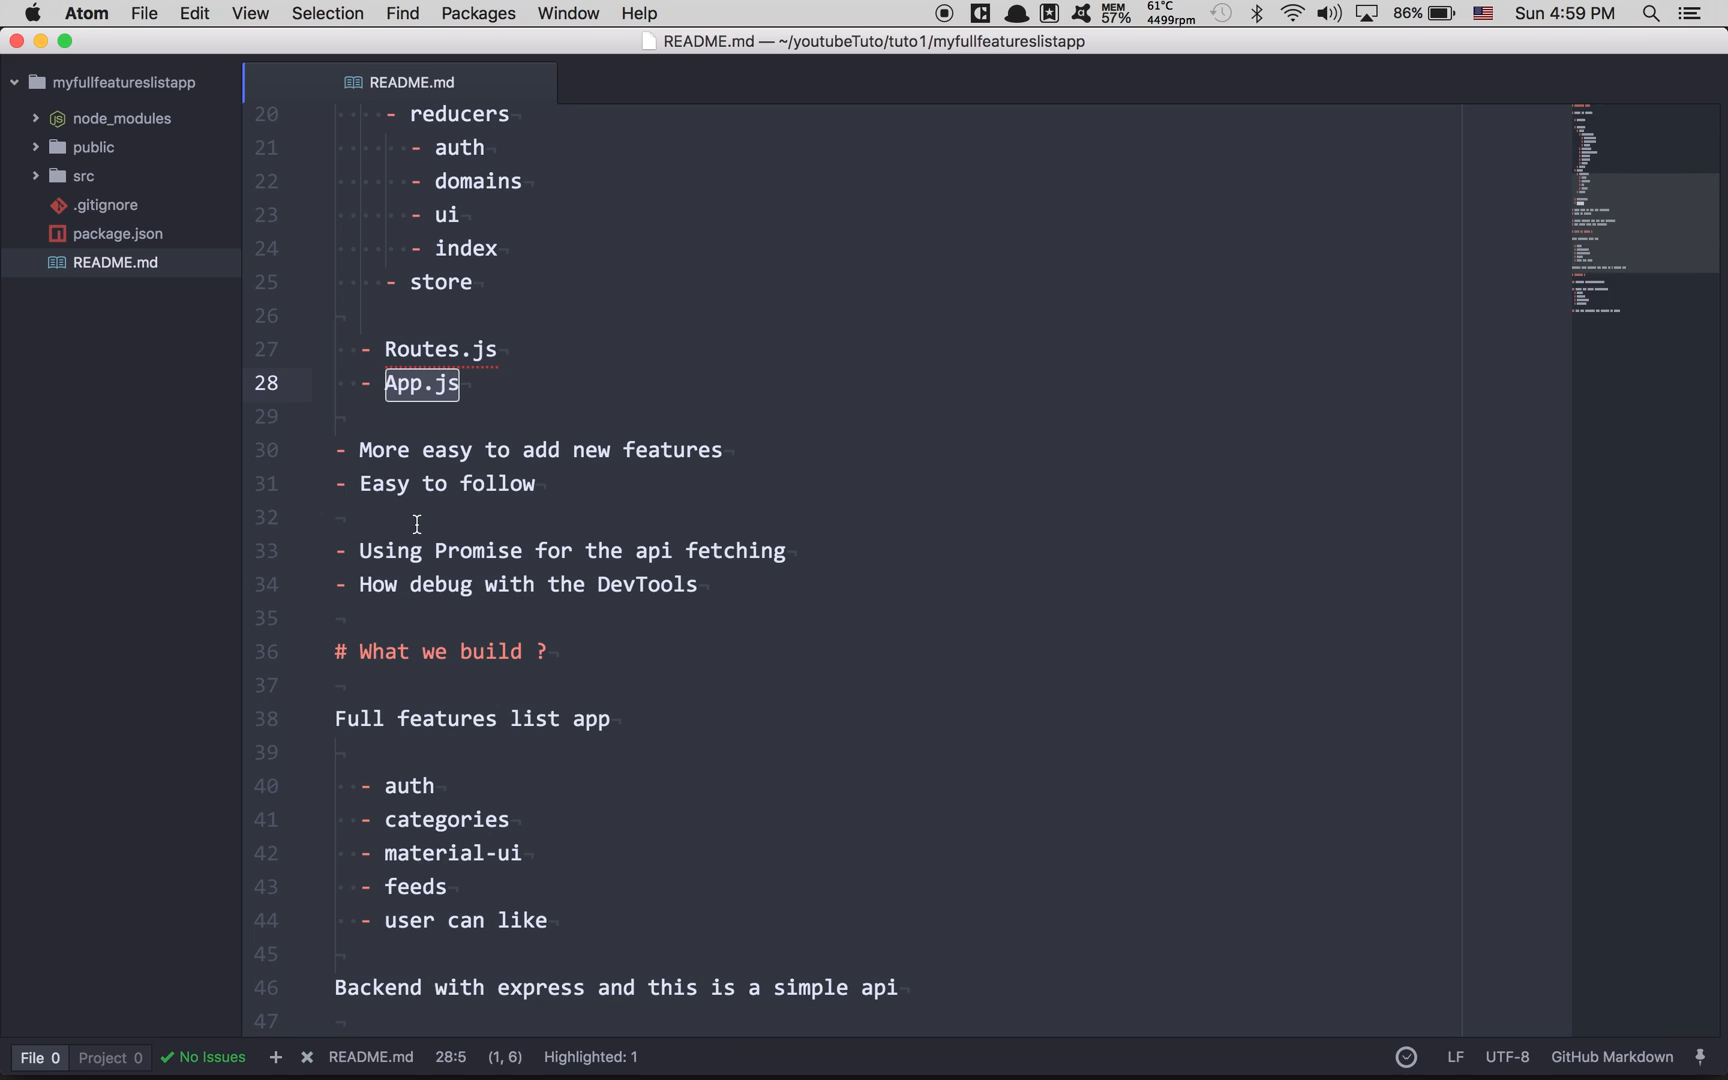 Atom File Edit View Selection Find Packages Window Help MEM 57% 61°C 4499rpm 86% Sun 4:59 PM
README.md — ~/youtubeTuto/tuto1/myfullfeatureslistapp
myfullfeatureslistapp
README.md
node_modules
public
src
.gitignore
package.json
README.md
20 - reducers
21 - auth
22 - domains
23 - ui
24 - index
25 - store
26
27 - Routes.js
28 - App.js
29
30 - More easy to add new features
31 - Easy to follow
32
33 - Using Promise for the api fetching
34 - How debug with the DevTools
35
36 # What we build ?
37
38 Full features list app
39
40 - auth
41 - categories
42 - material-ui
43 - feeds
44 - user can like
45
46 Backend with express and this is a simple api
47
File 0 Project 0 No Issues README.md 28:5 (1, 6) Highlighted: 1 LF UTF-8 GitHub Markdown